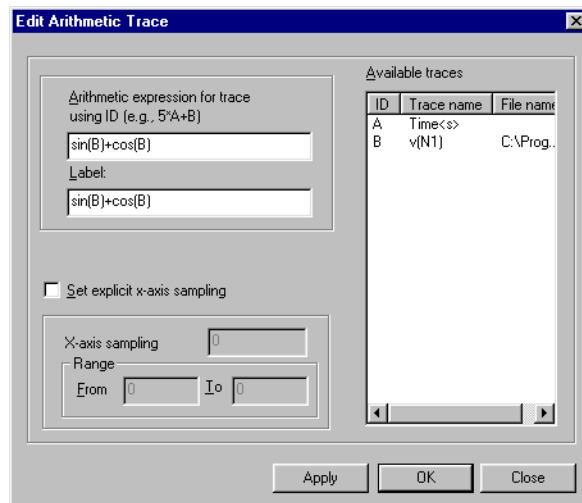 Edit Arithmetic Trace
Arithmetic expression for trace
using ID (e.g., 5*A+B)
sin(B)+cos(B)
Label:
sin(B)+cos(B)
Set explicit x-axis sampling
X-axis sampling
0
Range
From
0
To
0
Available traces
ID Trace name File name
A Time<s>
B v(N1) C:\Prog..
Apply
OK
Close